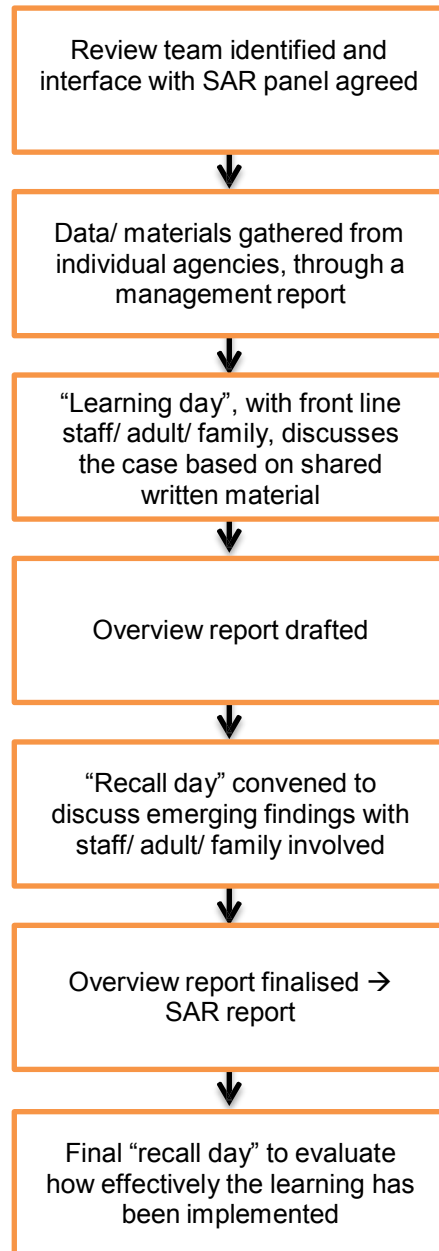 Review team identified and
interface with SAR panel agreed
Data/ materials gathered from
individual agencies, through a
management report
“Learning day”, with front line
staff/ adult/ family, discusses
the case based on shared
written material
Overview report drafted
“Recall day” convened to
discuss emerging findings with
staff/ adult/ family involved
Overview report finalised →
SAR report
Final “recall day” to evaluate
how effectively the learning has
been implemented